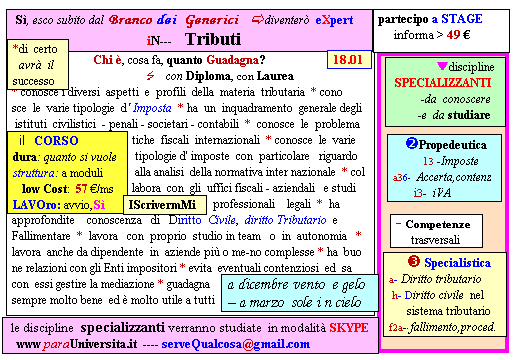 Sì, esco subito dal Branco dei Generici ⇨diventerò eXpert
iN--- Tributi
partecipo a STAGE
informa > 49 €
*di certo
avrà il
successo
Chi è, cosa fa, quanto Guadagna?
con Diploma, con Laurea
18.01
* conosce i diversi aspetti e profili della materia tributaria * cono
sce le varie tipologie d' Imposta * ha un inquadramento generale degli
istituti civilistici - penali - societari - contabili * conosce le problema
tiche fiscali internazionali * conosce le varie
tipologie d' imposte con particolare riguardo
alla analisi della normativa inter nazionale * col
labora con gli uffici fiscali - aziendali e studi
professionali legali * ha
approfondite conoscenza di Diritto Civile, diritto Tributario e
Fallimentare * lavora con proprio studio in team o in autonomia *
lavora anche da dipendente in aziende più o me-no complesse * ha buo
ne relazioni con gli Enti impositori * evita eventuali contenziosi ed sa
con essi gestire la mediazione * guadagna
sempre molto bene ed è molto utile a tutti
il CORSO
dura: quanto si vuole
struttura: a moduli
low Cost: 57 €/ms
LAVOro: avvio,Sì
IScrivermMi
a dicembre vento e gelo
– a marzo sole i n cielo
▼discipline
SPECIALIZZANTI
-da conoscere
-e da studiare
❷Propedeutica
13 -Imposte
a36- Accerta,contenz
i3- iVA
– Competenze
trasversali
❸ Specialistica
a- Diritto tributario
h- Diritto civile nel
sistema tributario
f2a- fallimento,proced.
le discipline specializzanti verranno studiate in modalità SKYPE
www.paraUniversita.it ---- serveQualcosa@gmail.com